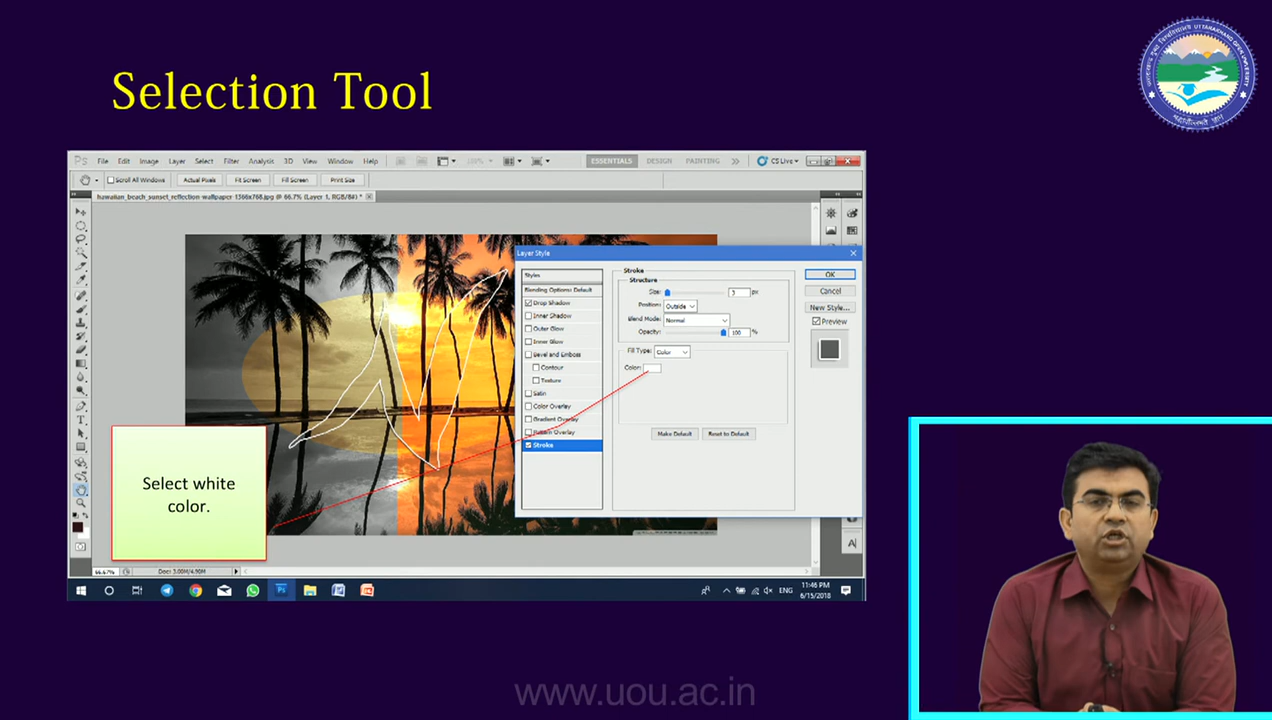 Selection Tool
UTTARAKHAND OPEN UNIVERSITY
Ps File Edit Image Layer Select Filter Analysis 3D View Window Help
ESSENTIALS DESIGN PAINTING CS Live
Scroll All Windows Actual Pixels Fit Screen Fill Screen Print Size
hawaiian_beach_sunset_reflection-wallpaper-1366x768.jpg @ 66.7% (Layer 1, RGB/8#) *
Layer Style
Styles
Blending Options: Default
Drop Shadow
Inner Shadow
Outer Glow
Inner Glow
Bevel and Emboss
Contour
Texture
Satin
Color Overlay
Gradient Overlay
Pattern Overlay
Stroke
Stroke
Structure
Size: 3 px
Position: Outside
Blend Mode: Normal
Opacity: 100 %
Fill Type: Color
Color:
Make Default Reset to Default
OK
Cancel
New Style...
Preview
Select white
color.
66.67% Doc: 3.00M/4.90M
ENG 11:46 PM
6/15/2018
www.uou.ac.in